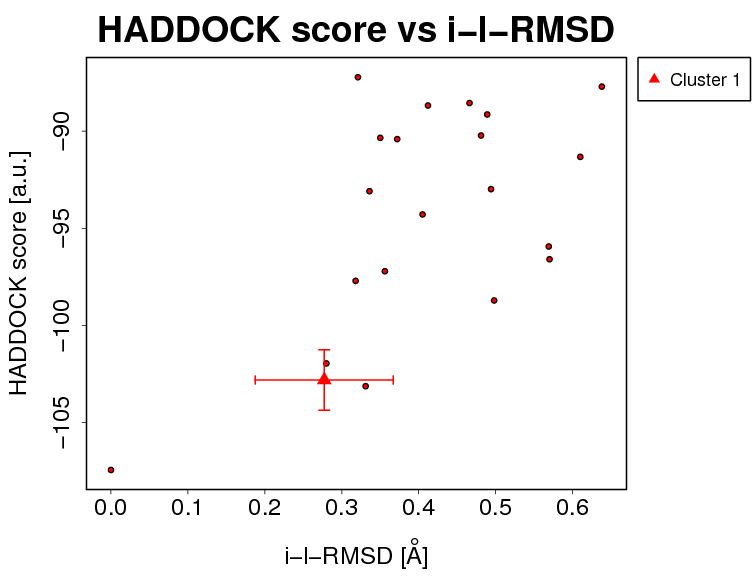 HADDOCK score vs i−l−RMSD
Cluster 1
HADDOCK score [a.u.]
−90
−95
−100
−105
0.0 0.1 0.2 0.3 0.4 0.5 0.6
i−l−RMSD [Å]